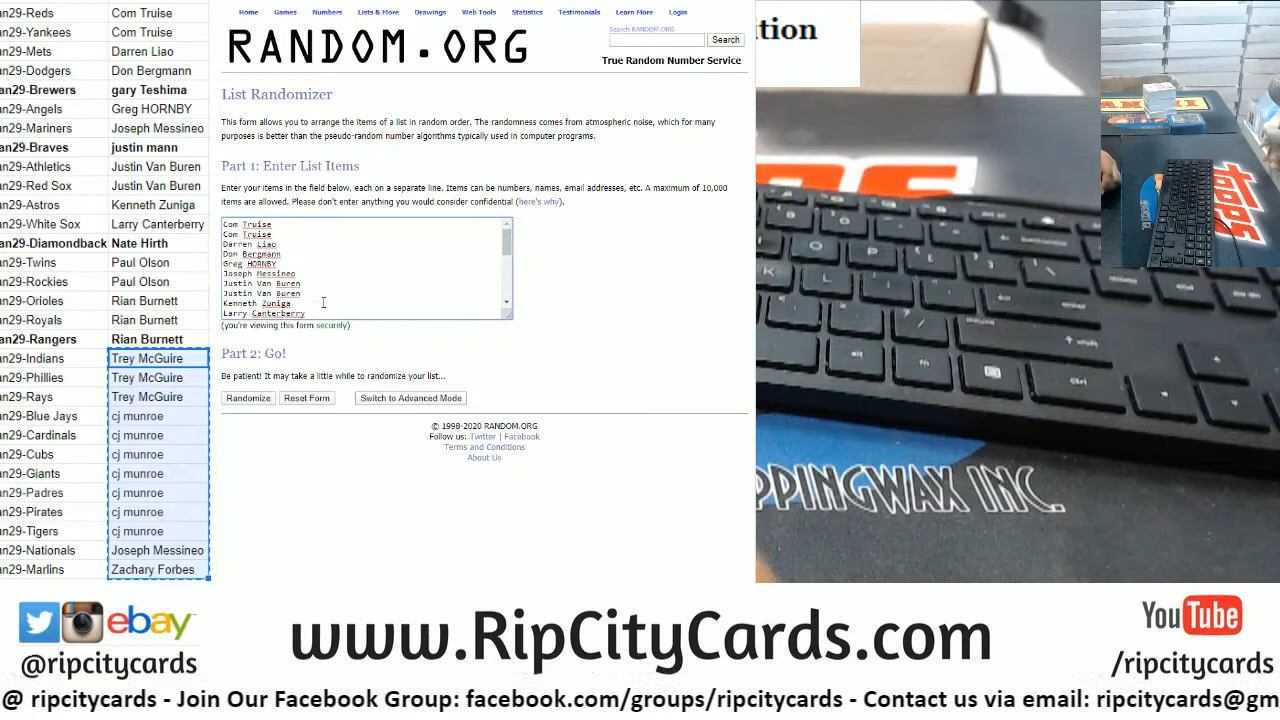 an29-Reds Com Truise
an29-Yankees Com Truise
an29-Mets Darren Liao
an29-Dodgers Don Bergmann
an29-Brewers gary Teshima
an29-Angels Greg HORNBY
an29-Mariners Joseph Messineo
an29-Braves justin mann
an29-Athletics Justin Van Buren
an29-Red Sox Justin Van Buren
an29-Astros Kenneth Zuniga
an29-White Sox Larry Canterberry
an29-Diamondback Nate Hirth
an29-Twins Paul Olson
an29-Rockies Paul Olson
an29-Orioles Rian Burnett
an29-Royals Rian Burnett
an29-Rangers Rian Burnett
an29-Indians Trey McGuire
an29-Phillies Trey McGuire
an29-Rays Trey McGuire
an29-Blue Jays cj munroe
an29-Cardinals cj munroe
an29-Cubs cj munroe
an29-Giants cj munroe
an29-Padres cj munroe
an29-Pirates cj munroe
an29-Tigers cj munroe
an29-Nationals Joseph Messineo
an29-Marlins Zachary Forbes
Home Games Numbers Lists & More Drawings Web Tools Statistics Testimonials Learn More Login
RANDOM.ORG
Search RANDOM.ORG
Search
True Random Number Service
List Randomizer
This form allows you to arrange the items of a list in random order. The randomness comes from atmospheric noise, which for many
purposes is better than the pseudo-random number algorithms typically used in computer programs.
Part 1: Enter List Items
Enter your items in the field below, each on a separate line. Items can be numbers, names, email addresses, etc. A maximum of 10,000
items are allowed. Please don't enter anything you would consider confidential (here's why).
Com Truise
Com Truise
Darren Liao
Don Bergmann
Greg HORNBY
Joseph Messineo
Justin Van Buren
Justin Van Buren
Kenneth Zuniga
Larry Canterberry
(you're viewing this form securely)
Part 2: Go!
Be patient! It may take a little while to randomize your list...
Randomize Reset Form Switch to Advanced Mode
© 1998-2020 RANDOM.ORG
Follow us: Twitter | Facebook
Terms and Conditions
About Us
ition
alt
Ctrl
shift
PPINGWAX INC.
topps
ebay
@ripcitycards
www.RipCityCards.com
YouTube
/ripcitycards
@ ripcitycards - Join Our Facebook Group: facebook.com/groups/ripcitycards - Contact us via email: ripcitycards@gm